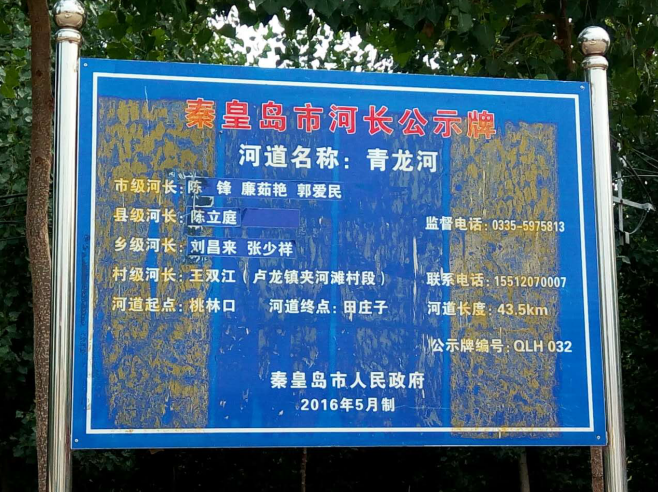 秦皇岛市河长公示牌
河道名称：青龙河
市级河长：陈 锋 廉茹艳 郭爱民
县级河长：陈立庭
监督电话：0335-5975813
乡级河长：刘昌来 张少祥
村级河长：王双江（卢龙镇夹河滩村段）
联系电话：15512070007
河道起点：桃林口 河道终点：田庄子 河道长度：43.5km
公示牌编号：QLH 032
秦皇岛市人民政府
2016年5月制